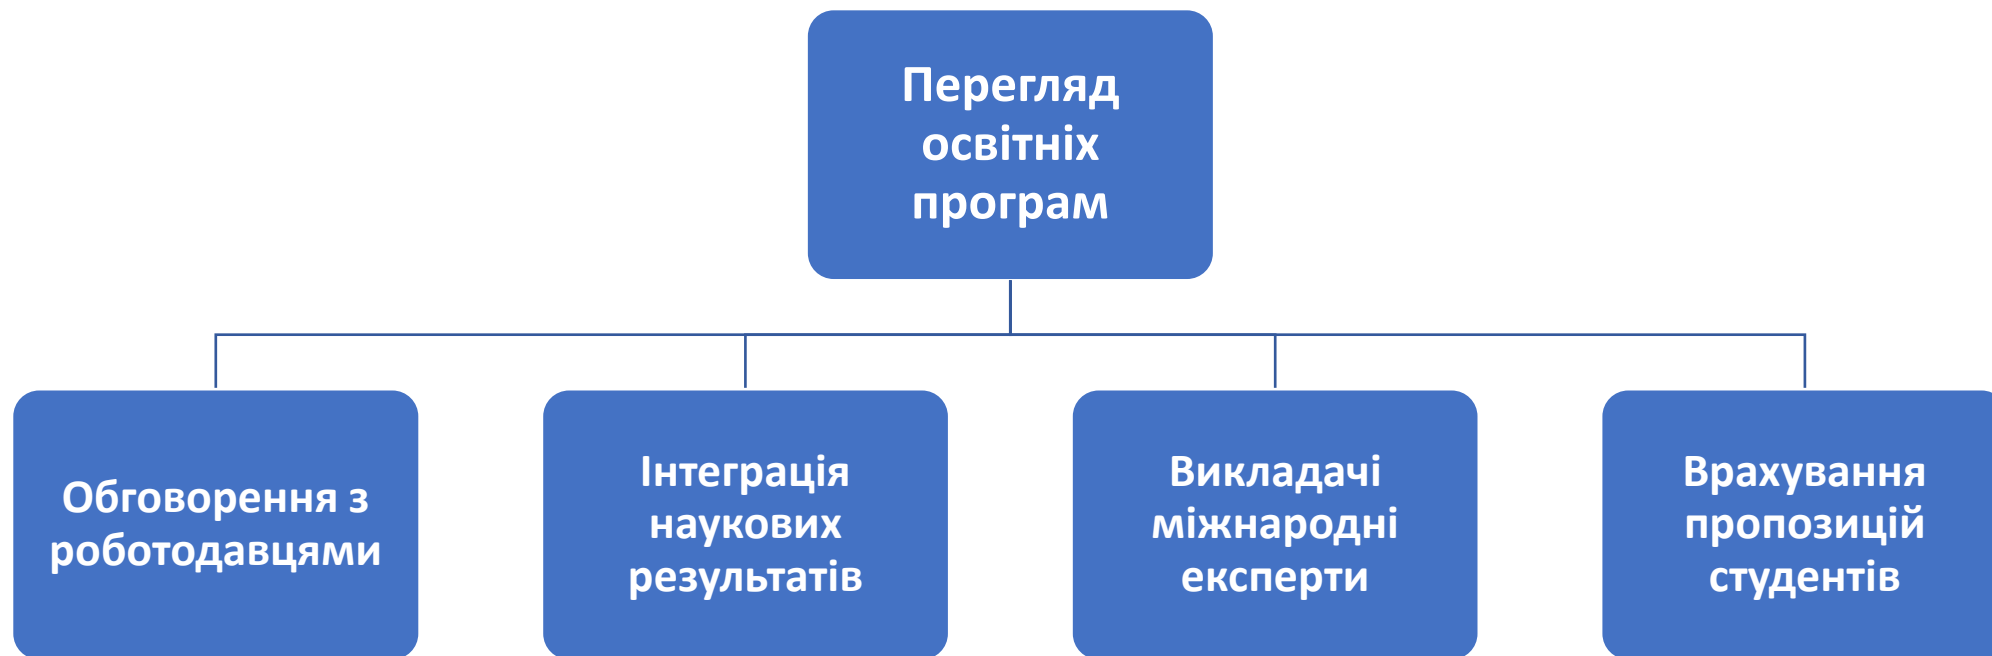 Перегляд
освітніх
програм
Обговорення з
роботодавцями
Інтеграція
наукових
результатів
Викладачі
міжнародні
експерти
Врахування
пропозицій
студентів